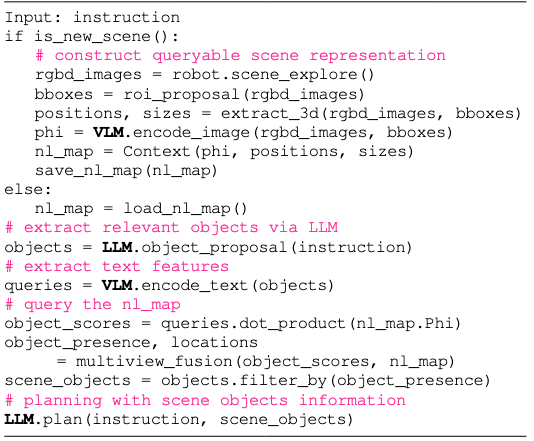 Input: instruction
if is_new_scene():
    # construct queryable scene representation
    rgbd_images = robot.scene_explore()
    bboxes = roi_proposal(rgbd_images)
    positions, sizes = extract_3d(rgbd_images, bboxes)
    phi = VLM.encode_image(rgbd_images, bboxes)
    nl_map = Context(phi, positions, sizes)
    save_nl_map(nl_map)
else:
    nl_map = load_nl_map()
# extract relevant objects via LLM
objects = LLM.object_proposal(instruction)
# extract text features
queries = VLM.encode_text(objects)
# query the nl_map
object_scores = queries.dot_product(nl_map.Phi)
object_presence, locations
      = multiview_fusion(object_scores, nl_map)
scene_objects = objects.filter_by(object_presence)
# planning with scene objects information
LLM.plan(instruction, scene_objects)